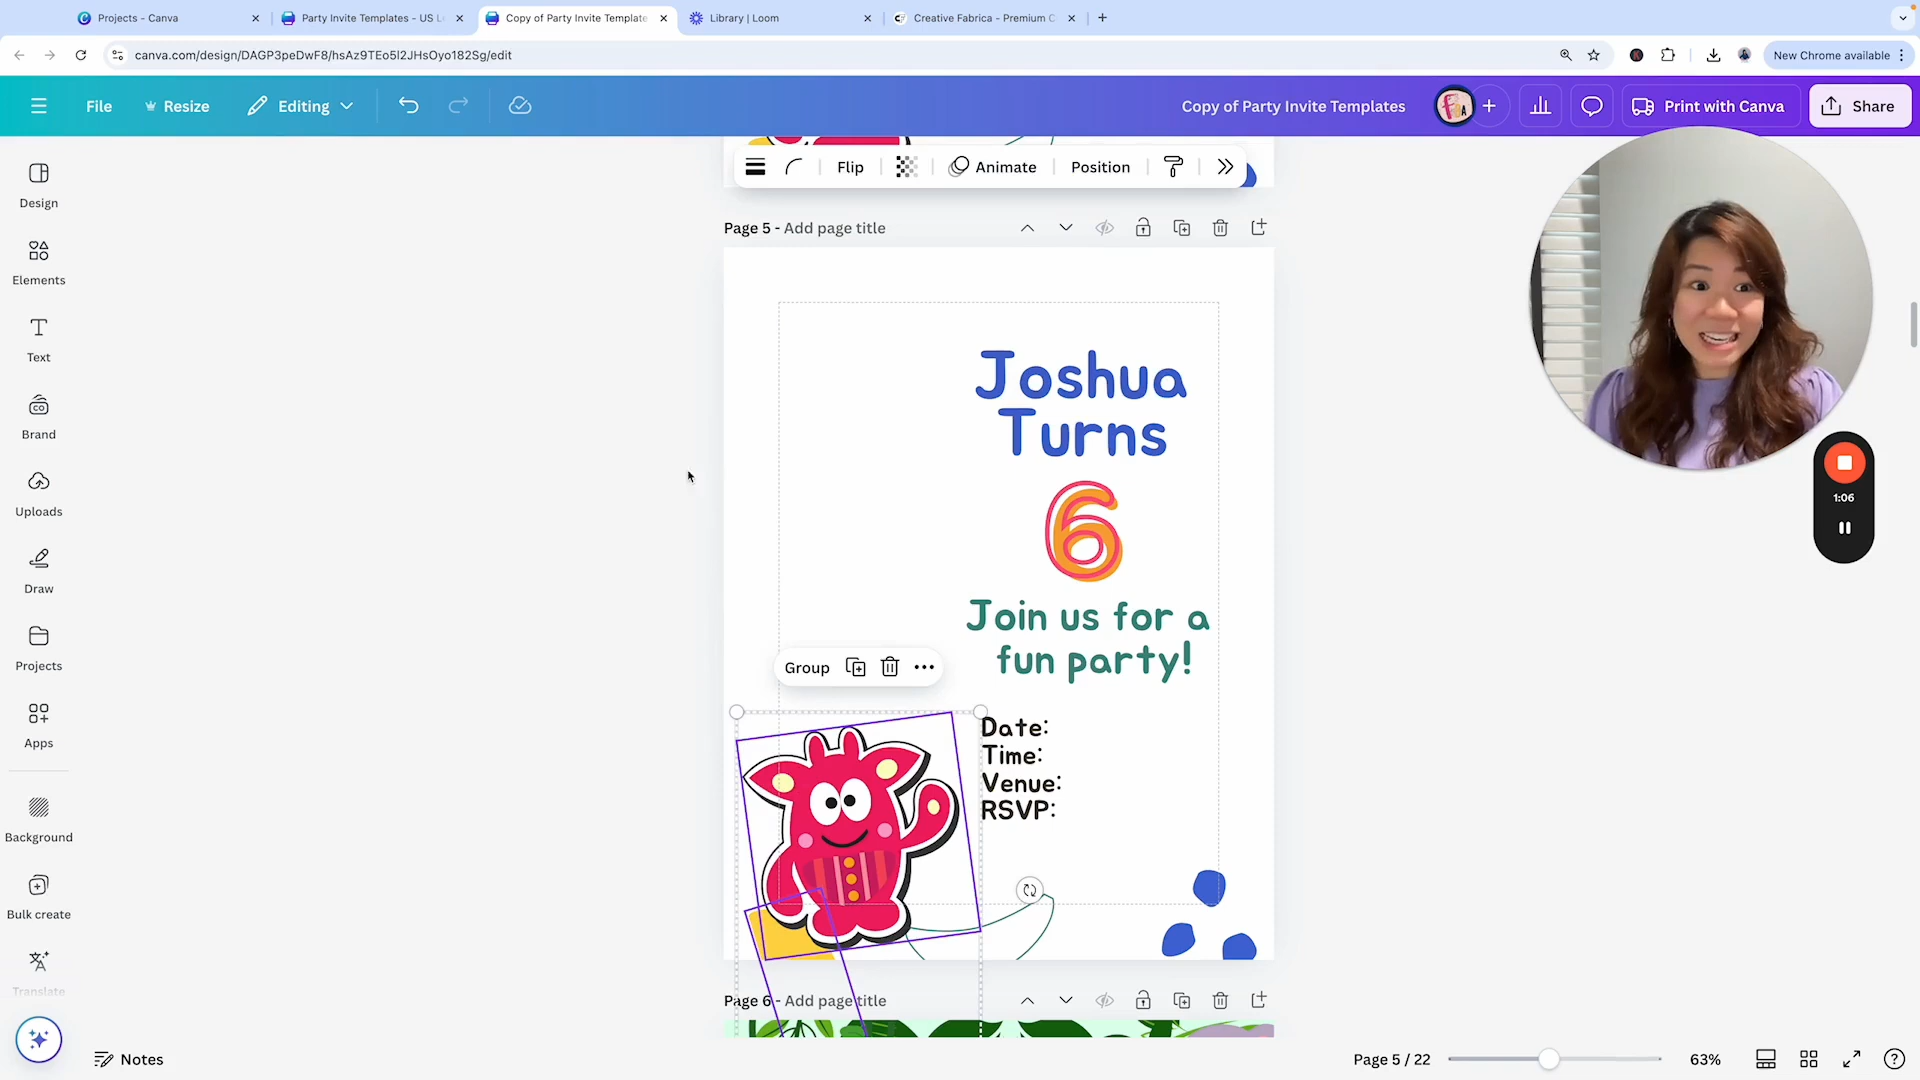 Projects - Canva
Party Invite Templates - US L
Copy of Party Invite Template
Library | Loom
Creative Fabrica - Premium C
canva.com/design/DAGP3peDwF8/hsAz9TEo5l2JHsOyo182Sg/edit
New Chrome available
File
Resize
Editing
Copy of Party Invite Templates
Print with Canva
Share
Flip
Animate
Position
Design
Elements
Text
Brand
Uploads
Draw
Projects
Apps
Background
Bulk create
Translate
Page 5 - Add page title
Joshua
Turns
6
Join us for a
fun party!
Group
Date:
Time:
Venue:
RSVP:
1:06
Page 6 - Add page title
Notes
Page 5 / 22
63%